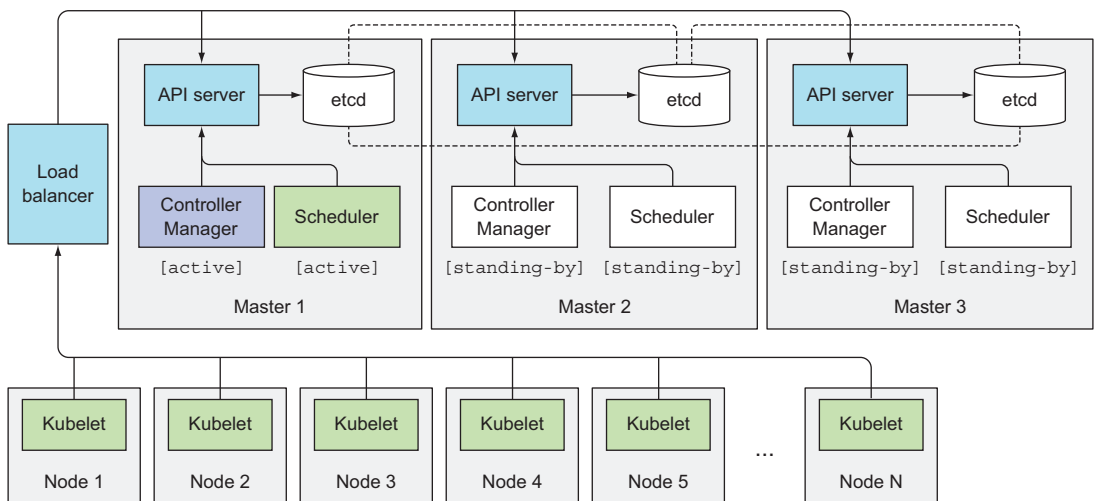 API server
etcd
API server
etcd
API server
etcd
Load
balancer
Controller
Manager
Scheduler
Controller
Manager
Scheduler
Controller
Manager
Scheduler
[active]
[active]
[standing-by]
[standing-by]
[standing-by]
[standing-by]
Master 1
Master 2
Master 3
Kubelet
Kubelet
Kubelet
Kubelet
Kubelet
Kubelet
...
Node 1
Node 2
Node 3
Node 4
Node 5
Node N